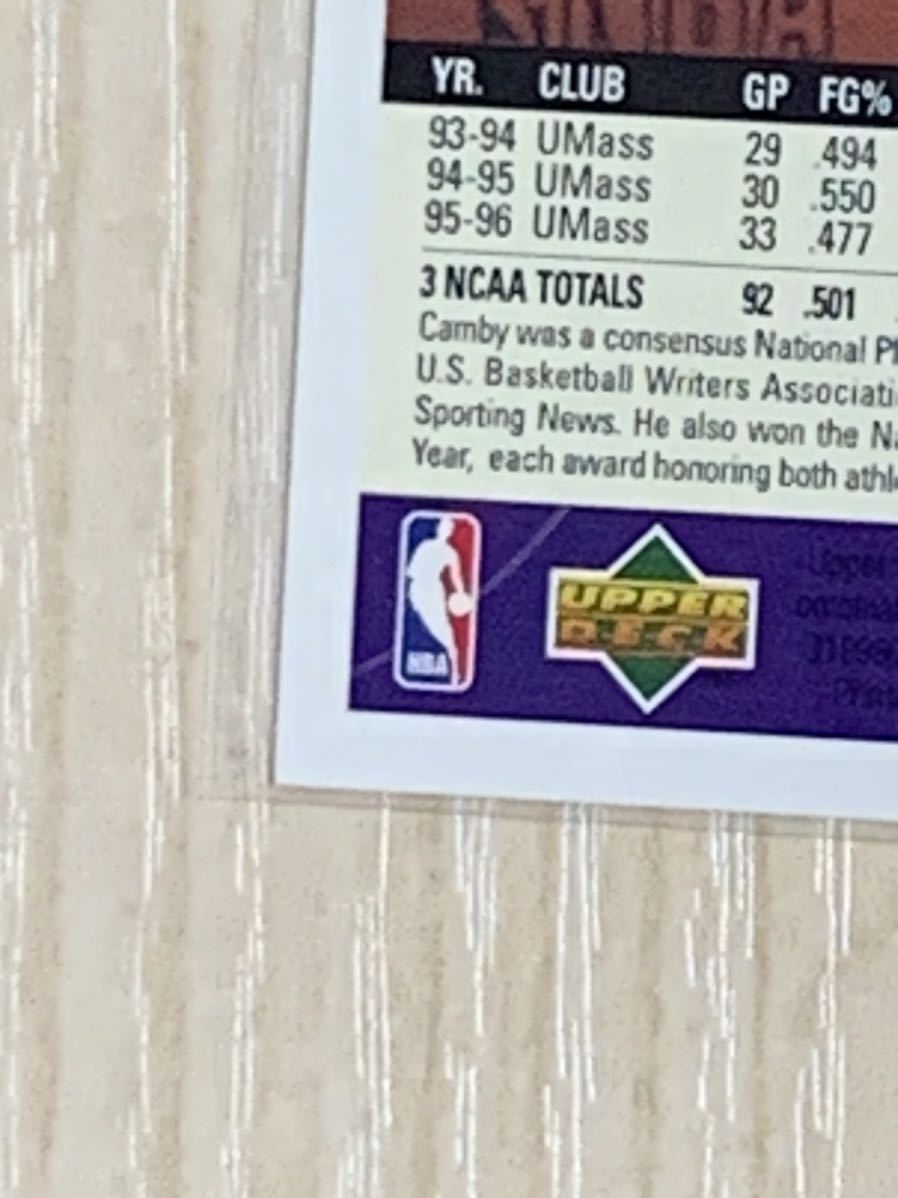 YR. CLUB GP FG%
93-94 UMass 29 .494
94-95 UMass 30 .550
95-96 UMass 33 .477
3 NCAA TOTALS 92 .501
Camby was a consensus National
U.S. Basketball Writers
Sporting News. He also won the
Year, each award honoring both
NBA
UPPER
DECK